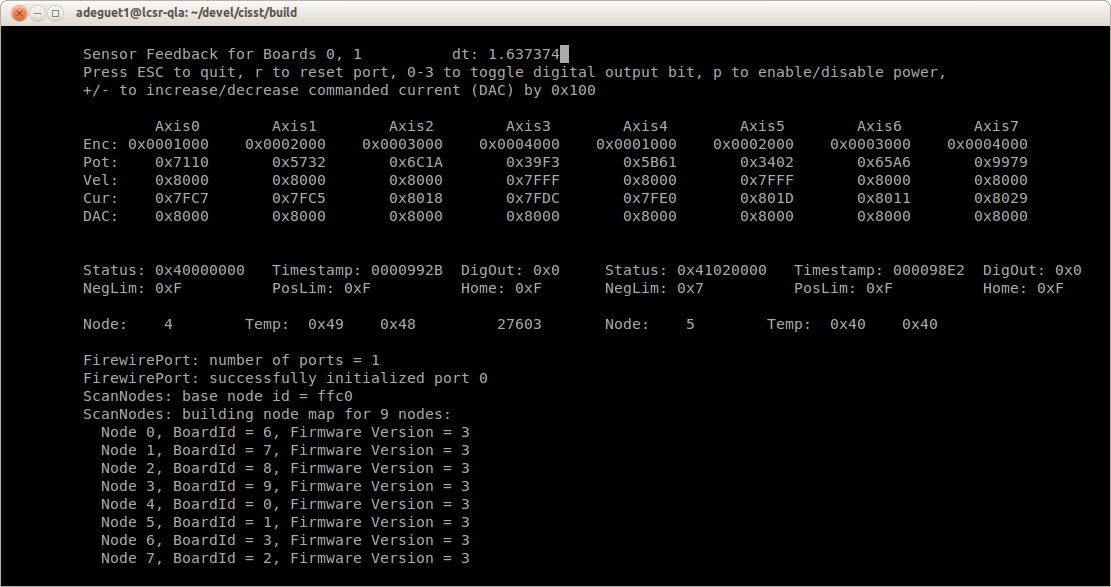 adeguet1@lcsr-qla: ~/devel/cisst/build
Sensor Feedback for Boards 0, 1          dt: 1.637374
Press ESC to quit, r to reset port, 0-3 to toggle digital output bit, p to enable/disable power,
+/- to increase/decrease commanded current (DAC) by 0x100
        Axis0        Axis1        Axis2        Axis3        Axis4        Axis5        Axis6        Axis7
Enc: 0x0001000    0x0002000    0x0003000    0x0004000    0x0001000    0x0002000    0x0003000    0x0004000
Pot:    0x7110       0x5732       0x6C1A       0x39F3       0x5B61       0x3402       0x65A6       0x9979
Vel:    0x8000       0x8000       0x8000       0x7FFF       0x8000       0x7FFF       0x8000       0x8000
Cur:    0x7FC7       0x7FC5       0x8018       0x7FDC       0x7FE0       0x801D       0x8011       0x8029
DAC:    0x8000       0x8000       0x8000       0x8000       0x8000       0x8000       0x8000       0x8000
Status: 0x40000000   Timestamp: 0000992B  DigOut: 0x0     Status: 0x41020000   Timestamp: 000098E2  DigOut: 0x0
NegLim: 0xF          PosLim: 0xF          Home: 0xF       NegLim: 0x7          PosLim: 0xF          Home: 0xF
Node:    4        Temp:  0x49    0x48         27603       Node:    5        Temp:  0x40    0x40
FirewirePort: number of ports = 1
FirewirePort: successfully initialized port 0
ScanNodes: base node id = ffc0
ScanNodes: building node map for 9 nodes:
  Node 0, BoardId = 6, Firmware Version = 3
  Node 1, BoardId = 7, Firmware Version = 3
  Node 2, BoardId = 8, Firmware Version = 3
  Node 3, BoardId = 9, Firmware Version = 3
  Node 4, BoardId = 0, Firmware Version = 3
  Node 5, BoardId = 1, Firmware Version = 3
  Node 6, BoardId = 3, Firmware Version = 3
  Node 7, BoardId = 2, Firmware Version = 3